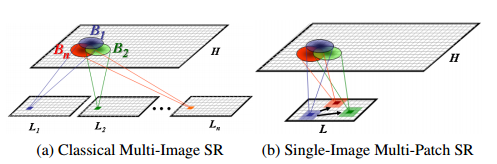 B₁
Bₙ B₂
H H
L₁ L₂ ... Lₙ L
(a) Classical Multi-Image SR (b) Single-Image Multi-Patch SR